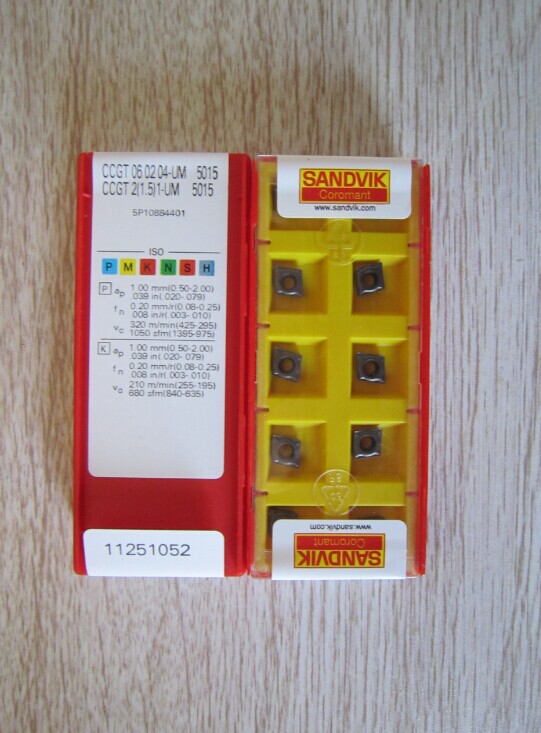 CCGT 06 02 04-UM 5015
CCGT 2(1.5)1-UM 5015
5P10884401
ISO
P M K N S H
P ap 1.00 mm(0.50-2.00)
.039 in(.020-.079)
fn 0.20 mm/r(0.08-0.25)
.008 in/r(.003-.010)
vc 320 m/min(425-295)
1050 sfm(1395-975)
K ap 1.00 mm(0.50-2.00)
.039 in(.020-.079)
fn 0.20 mm/r(0.08-0.25)
.008 in/r(.003-.010)
vc 210 m/min(255-195)
680 sfm(840-635)
11251052
SANDVIK
Coromant
www.sandvik.com
www.sandvik.com
Coromant
SANDVIK